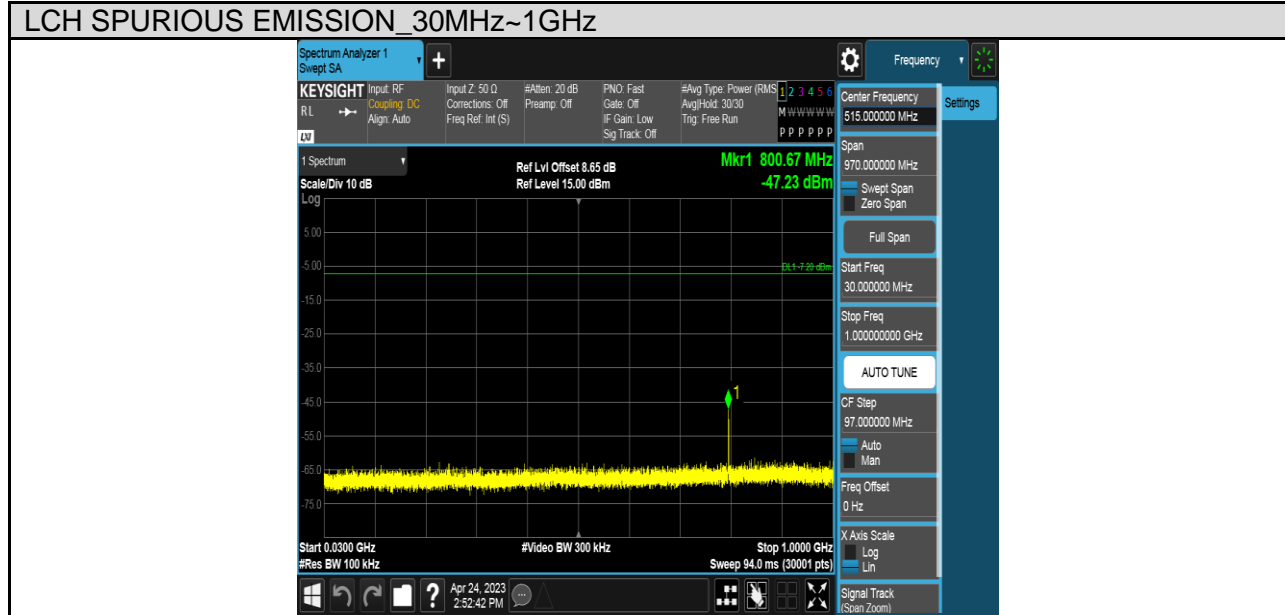 LCH SPURIOUS EMISSION_30MHz~1GHz
Spectrum Analyzer 1
Swept SA
+
Frequency
KEYSIGHT
RL
LXI
Input: RF
Coupling: DC
Align: Auto
Input Z: 50 Ω
Corrections: Off
Freq Ref: Int (S)
#Atten: 20 dB
Preamp: Off
PNO: Fast
Gate: Off
IF Gain: Low
Sig Track: Off
#Avg Type: Power (RMS
Avg|Hold: 30/30
Trig: Free Run
1 2 3 4 5 6
M W W W W W
P P P P P P
Center Frequency
515.000000 MHz
Settings
1 Spectrum
Scale/Div 10 dB
Log
Ref Lvl Offset 8.65 dB
Ref Level 15.00 dBm
Mkr1 800.67 MHz
-47.23 dBm
Span
970.000000 MHz
Swept Span
Zero Span
Full Span
5.00
-5.00
DL1 -7.20 dBm
-15.0
-25.0
-35.0
-45.0
-55.0
-65.0
-75.0
1
Start Freq
30.000000 MHz
Stop Freq
1.000000000 GHz
AUTO TUNE
CF Step
97.000000 MHz
Auto
Man
Freq Offset
0 Hz
X Axis Scale
Log
Lin
Signal Track
(Span Zoom)
Start 0.0300 GHz
#Res BW 100 kHz
#Video BW 300 kHz
Stop 1.0000 GHz
Sweep 94.0 ms (30001 pts)
?
Apr 24, 2023
2:52:42 PM